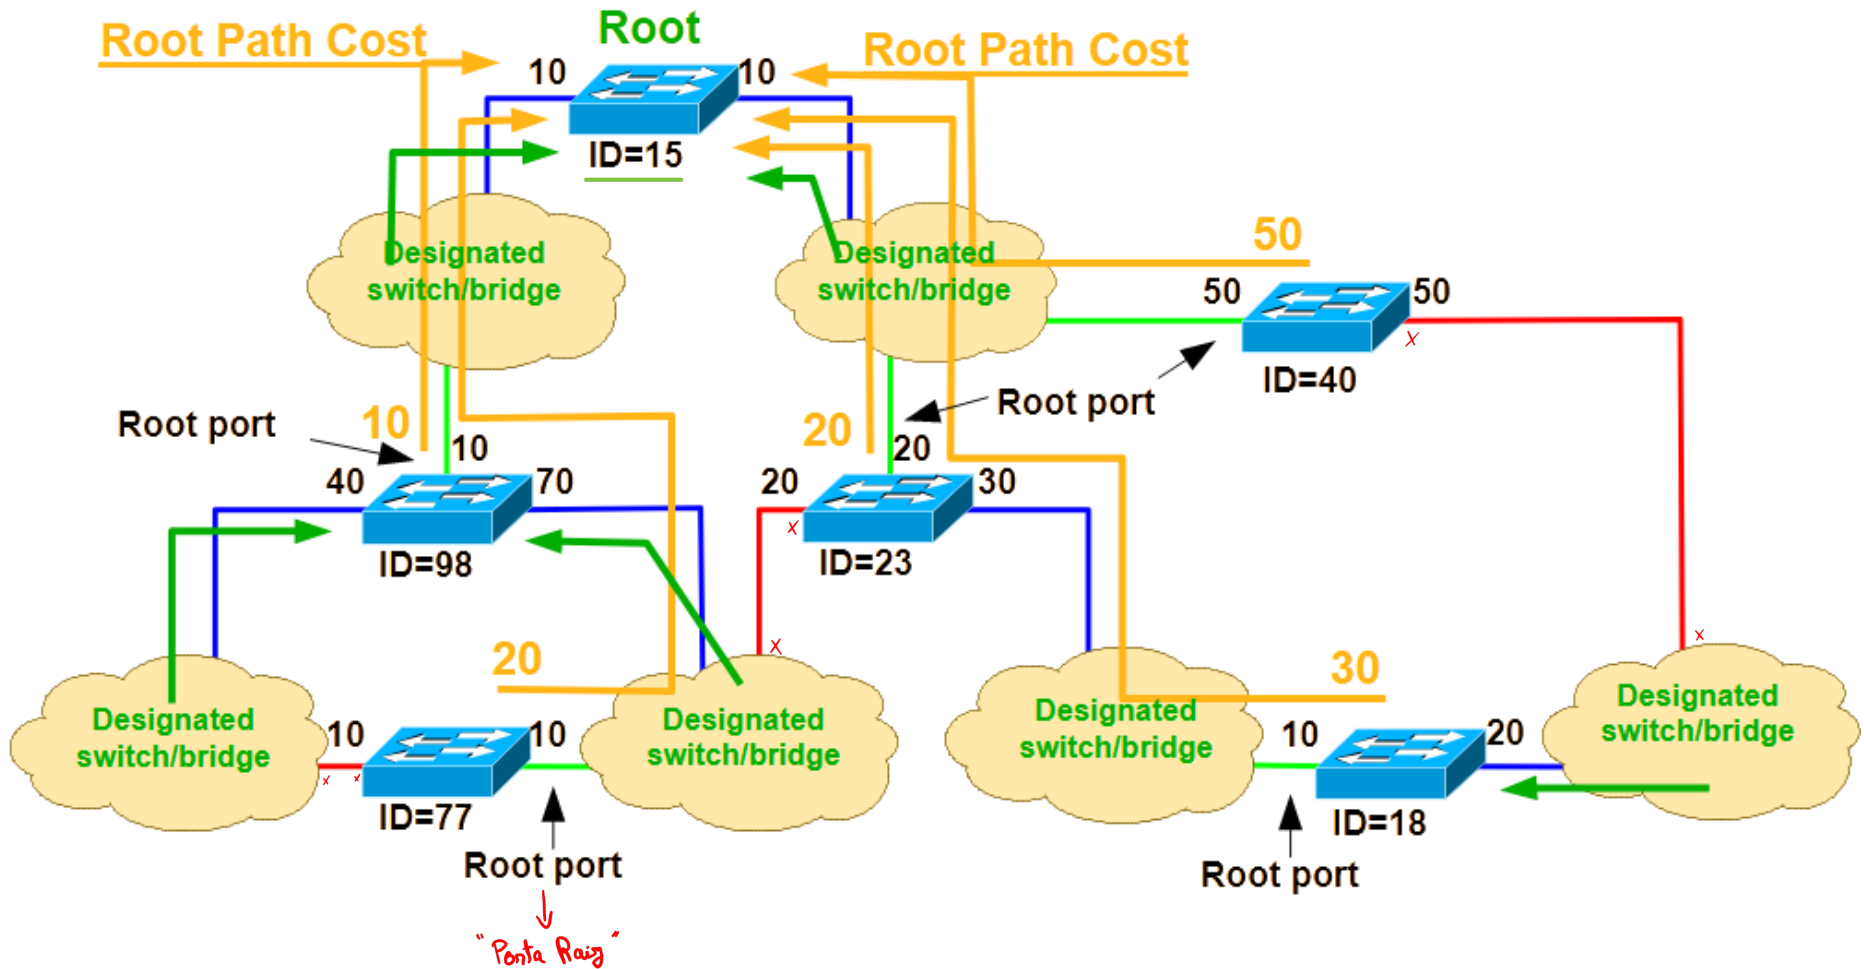 Root Path Cost
Root
Root Path Cost
10
10
ID=15
Designated
switch/bridge
Designated
switch/bridge
50
50
50
ID=40
Root port
Root port
10
10
40
70
ID=98
20
20
20
30
ID=23
x
x
x
x
20
30
Designated
switch/bridge
10
10
x
x
ID=77
Designated
switch/bridge
Designated
switch/bridge
10
20
ID=18
Designated
switch/bridge
Root port
Root port
"Porta Raiz"